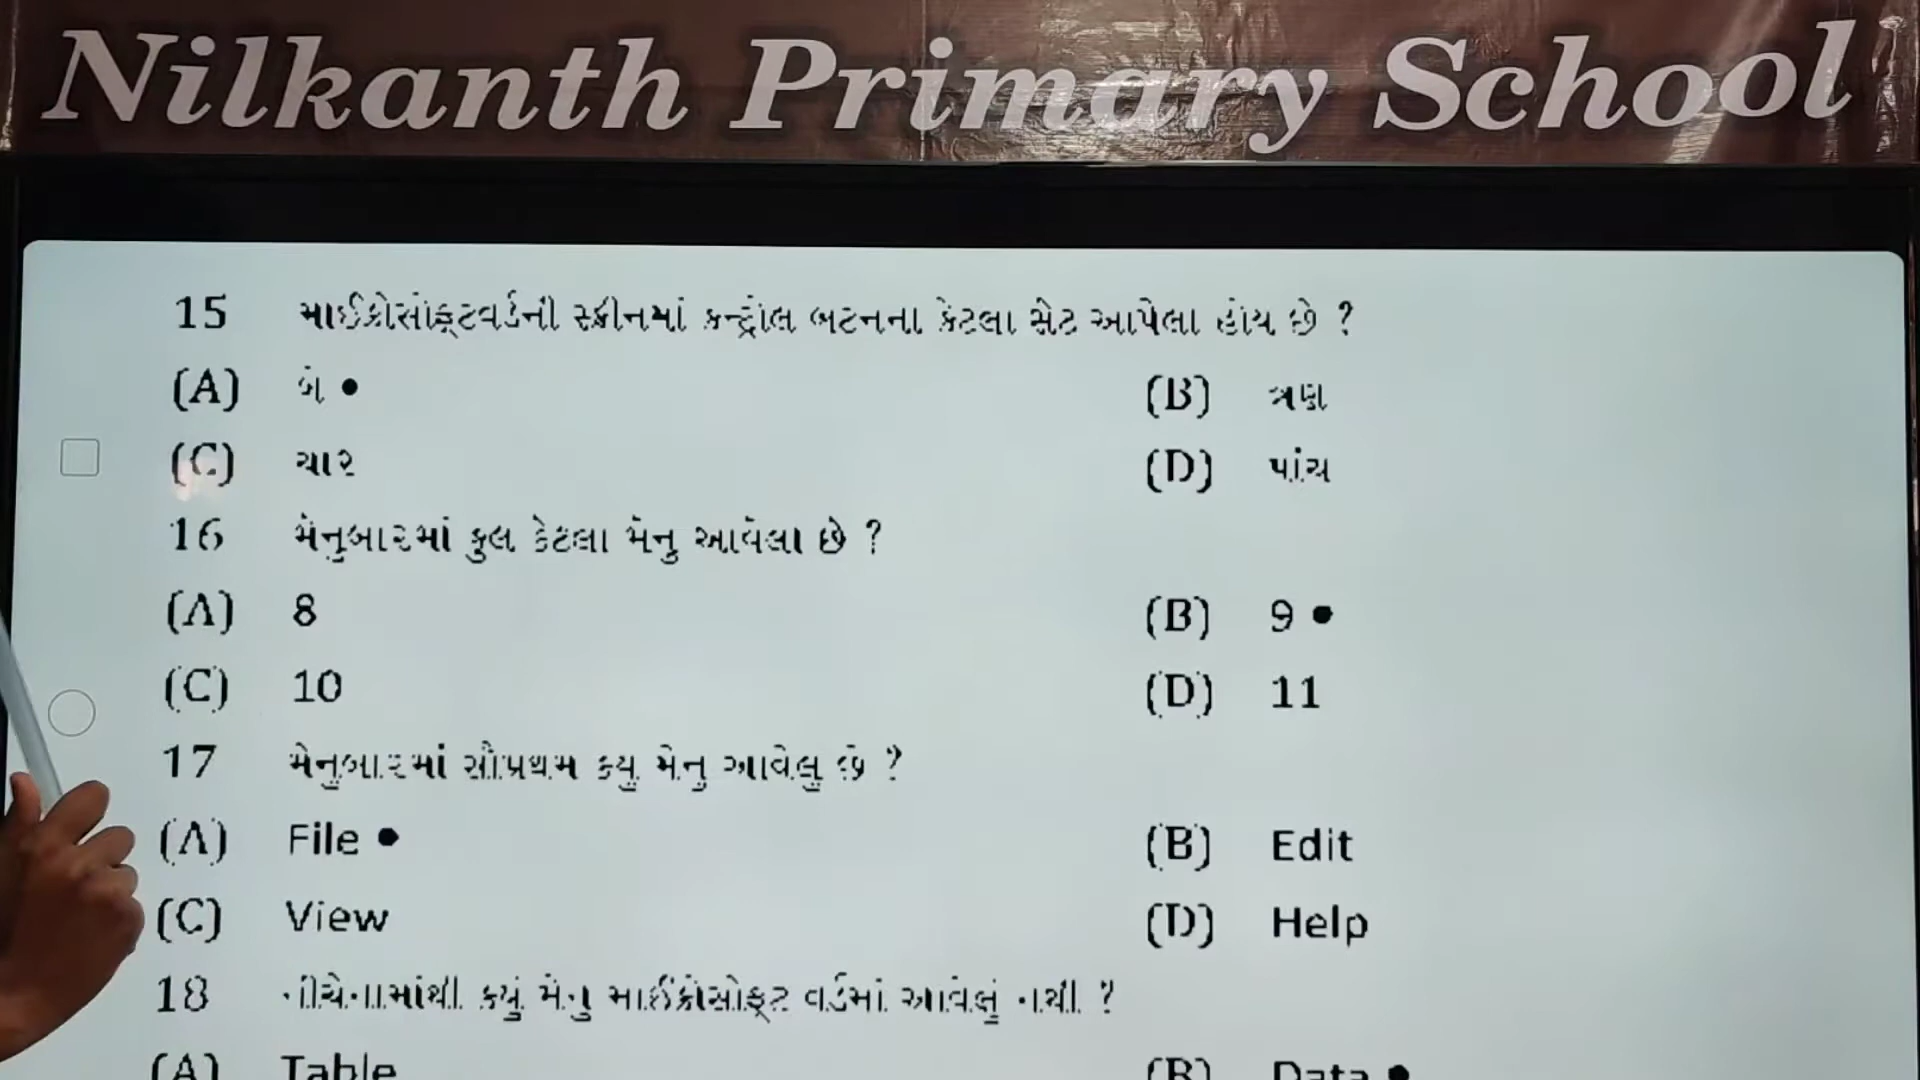 Nilkanth Primary School
15 માઈક્રોસોફ્ટવર્ડની સ્ક્રીનમાં કન્ટ્રોલ બટનના કેટલા સેટ આપેલા હોય છે ?
(A) બે • (B) ત્રણ
(C) ચાર (D) પાંચ
16 મેનુબારમાં કુલ કેટલા મેનુ આવેલા છે ?
(A) 8 (B) 9 •
(C) 10 (D) 11
17 મેનુબારમાં સૌપ્રથમ કયુ મેનુ આવેલુ છે ?
(A) File • (B) Edit
(C) View (D) Help
18 નીચેનામાંથી કયું મેનુ માઈક્રોસોફ્ટ વર્ડમાં આવેલું નથી ?
(A) Table (B) Data •